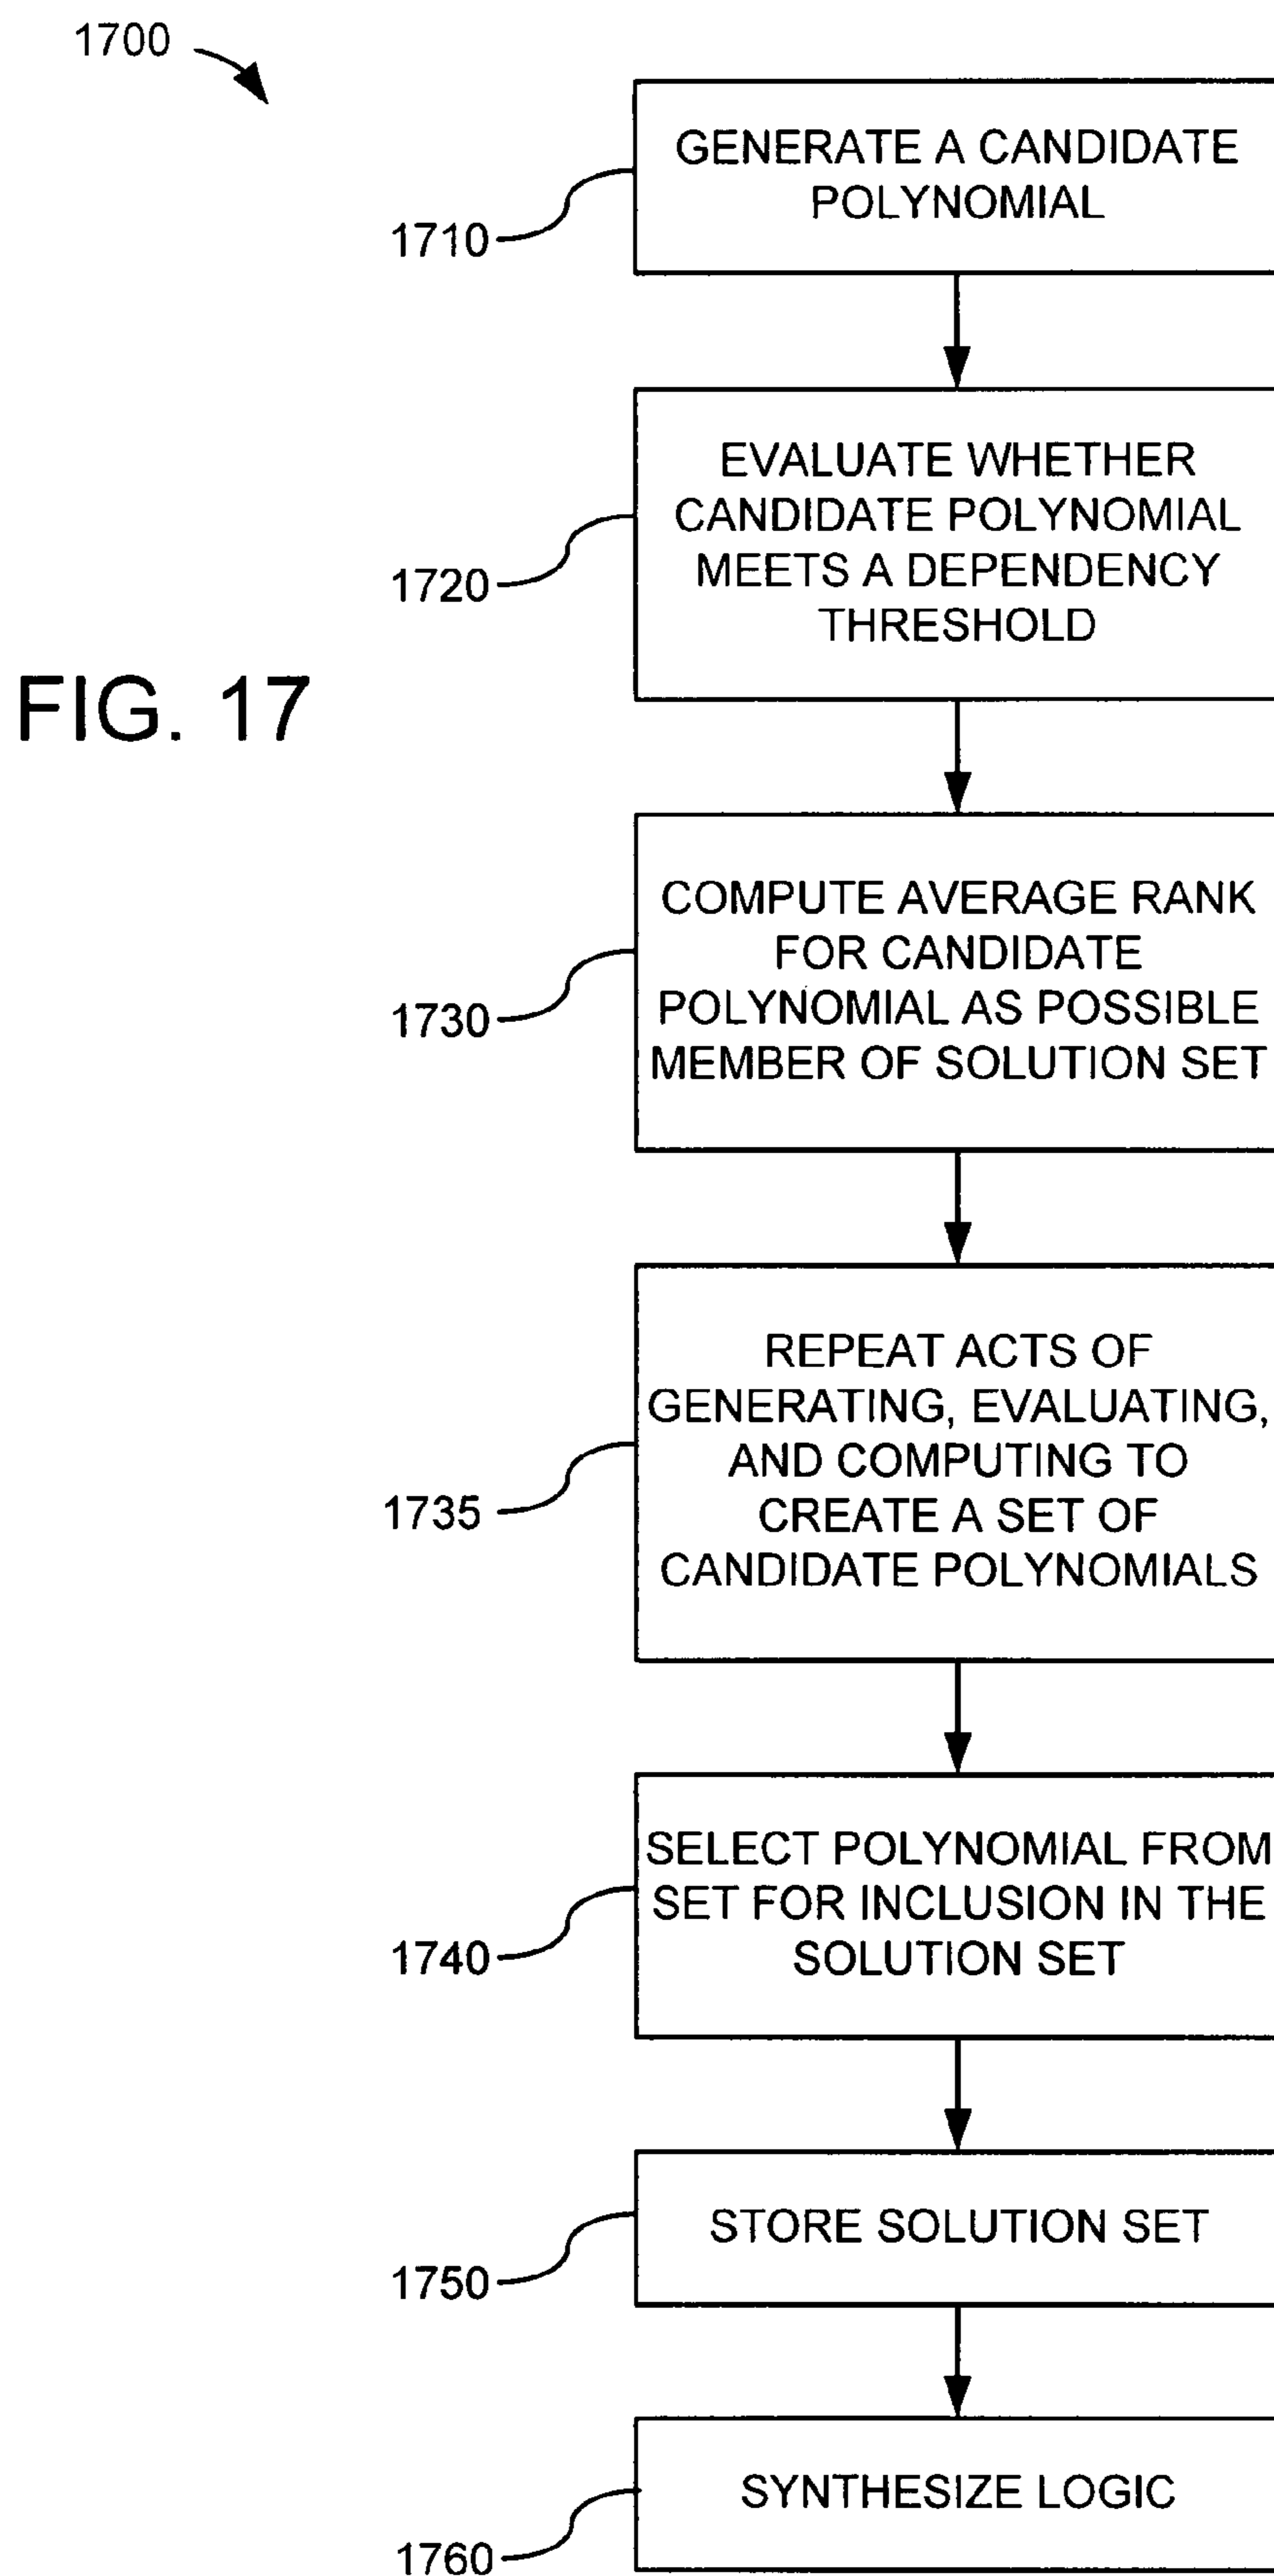 1700
GENERATE A CANDIDATE
POLYNOMIAL
1710
EVALUATE WHETHER
CANDIDATE POLYNOMIAL
MEETS A DEPENDENCY
THRESHOLD
1720
FIG. 17
COMPUTE AVERAGE RANK
FOR CANDIDATE
POLYNOMIAL AS POSSIBLE
MEMBER OF SOLUTION SET
1730
REPEAT ACTS OF
GENERATING, EVALUATING,
AND COMPUTING TO
CREATE A SET OF
CANDIDATE POLYNOMIALS
1735
SELECT POLYNOMIAL FROM
SET FOR INCLUSION IN THE
SOLUTION SET
1740
STORE SOLUTION SET
1750
SYNTHESIZE LOGIC
1760